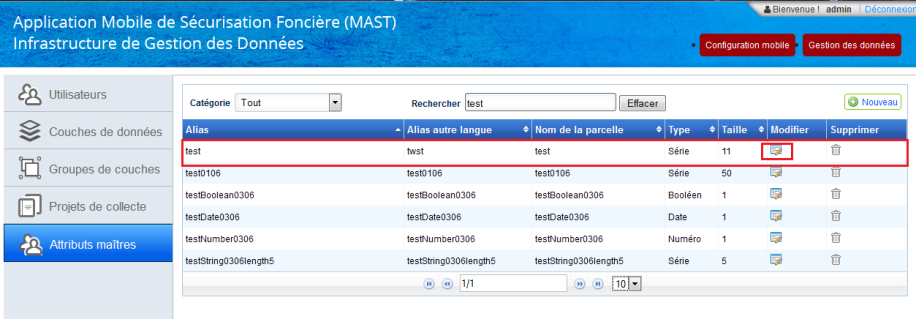 Bienvenue ! admin | Déconnexion
Application Mobile de Sécurisation Foncière (MAST)
Infrastructure de Gestion des Données
Configuration mobile
Gestion des données
Utilisateurs
Couches de données
Groupes de couches
Projets de collecte
Attributs maîtres
Catégorie Tout Rechercher test Effacer Nouveau
Alias Alias autre langue Nom de la parcelle Type Taille Modifier Supprimer
test twst test Série 11
test0106 test0106 test0106 Série 50
testBoolean0306 testBoolean0306 testBoolean0306 Booléen 1
testDate0306 testDate0306 testDate0306 Date 1
testNumber0306 testNumber0306 testNumber0306 Numéro 1
testString0306length5 testString0306length5 testString0306length5 Série 5
1/1 10